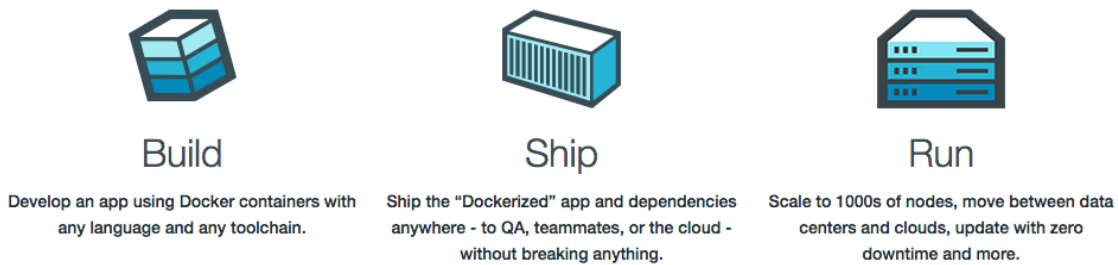 Build
Develop an app using Docker containers with
any language and any toolchain.
Ship
Ship the “Dockerized” app and dependencies
anywhere - to QA, teammates, or the cloud -
without breaking anything.
Run
Scale to 1000s of nodes, move between data
centers and clouds, update with zero
downtime and more.